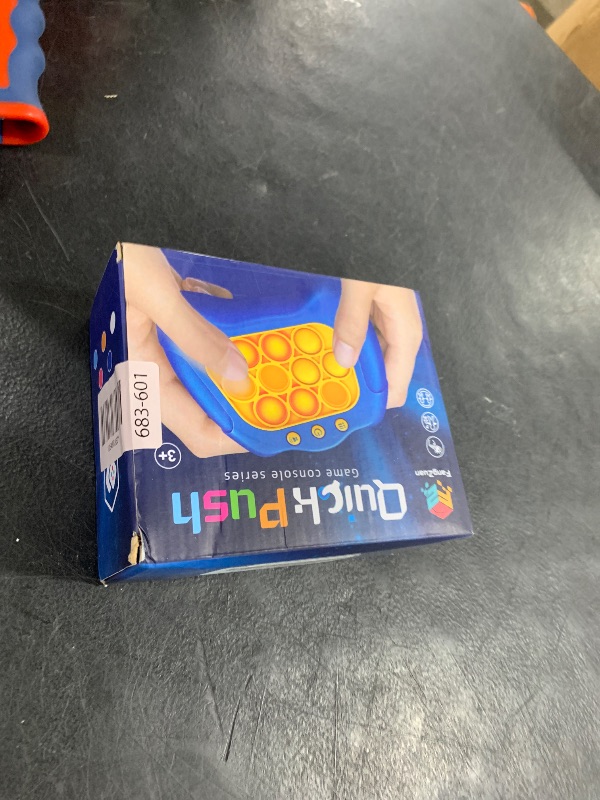 FangZuan
Quick Push
Game console series
3+
683-601